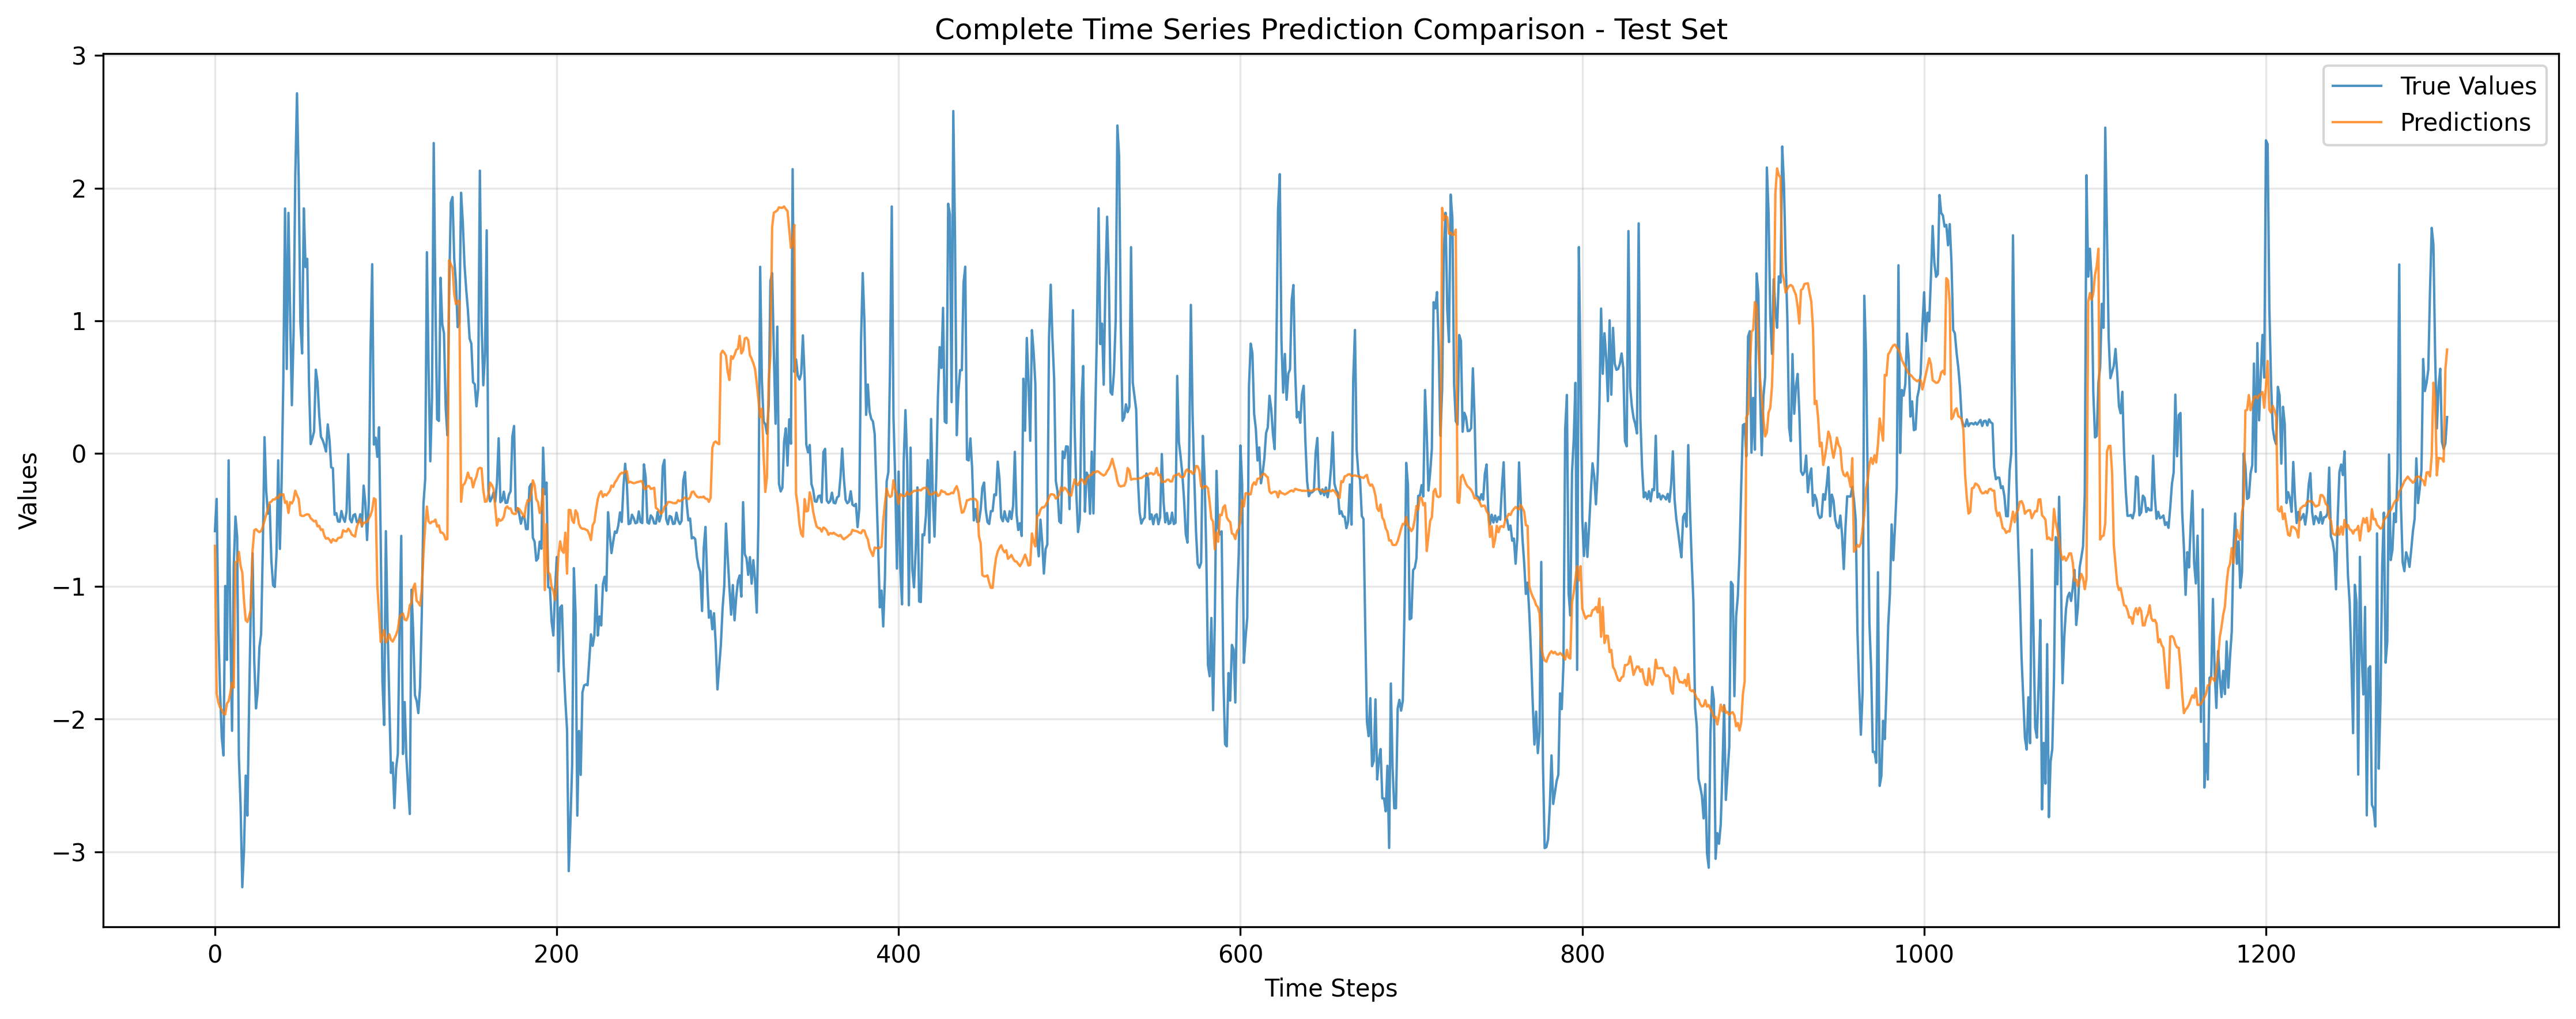 Complete Time Series Prediction Comparison - Test Set
True Values
Predictions
Values
3
2
1
0
−1
−2
−3
0 200 400 600 800 1000 1200
Time Steps